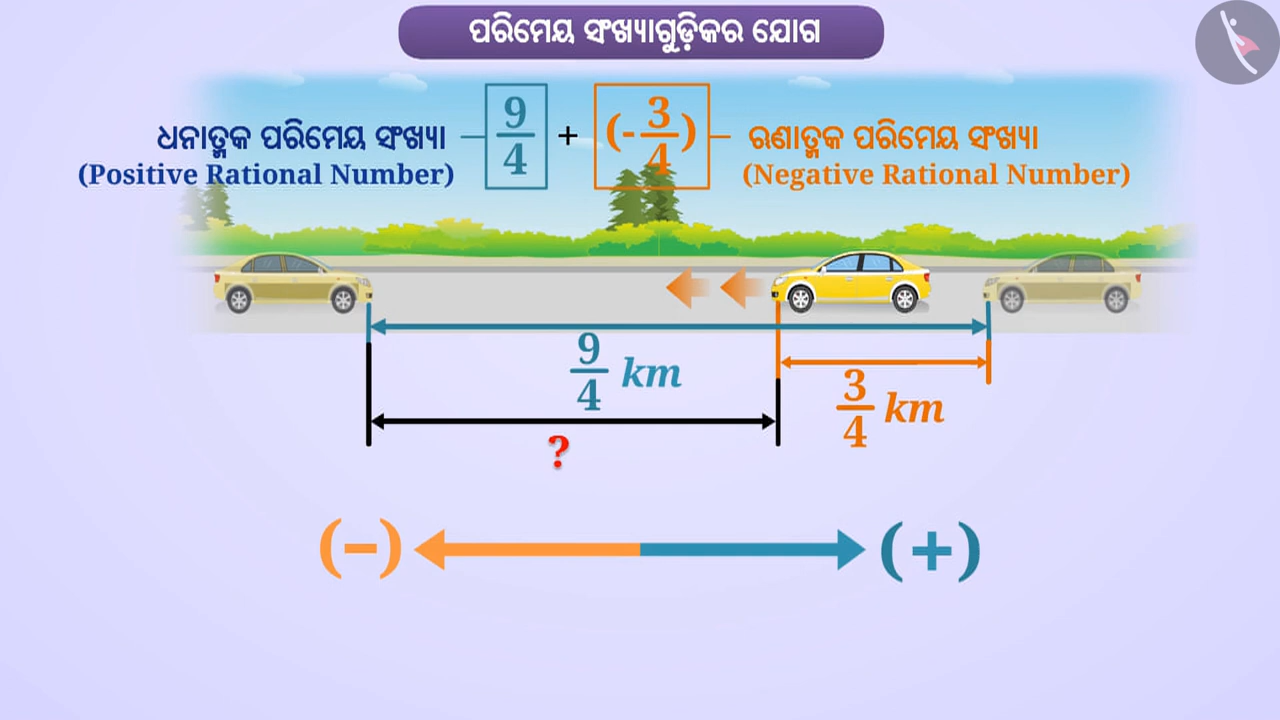 ପରିମେୟ ସଂଖ୍ୟାଗୁଡ଼ିକର ଯୋଗ
ଧନାତ୍ମକ ପରିମେୟ ସଂଖ୍ୟା
(Positive Rational Number)
9/4 + (-3/4)
ଋଣାତ୍ମକ ପରିମେୟ ସଂଖ୍ୟା
(Negative Rational Number)
9/4 km
3/4 km
?
(−) (+)